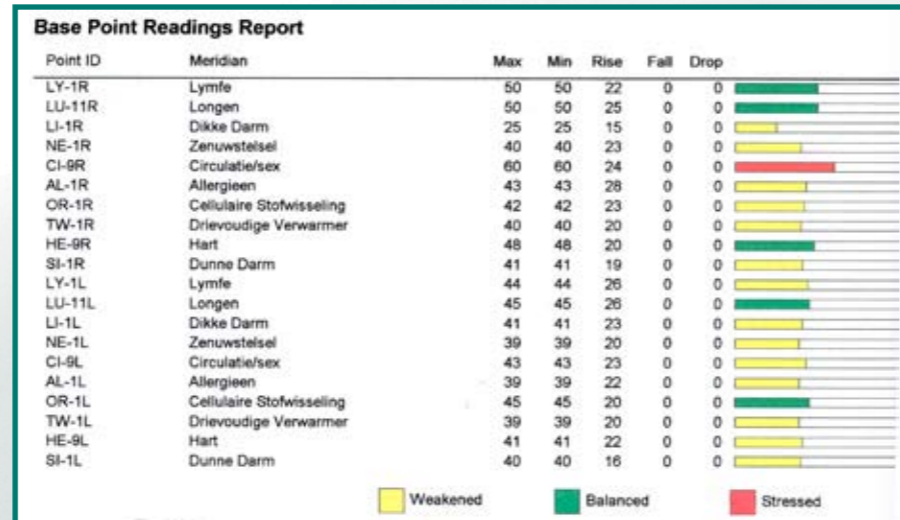 Base Point Readings Report
Point ID Meridian Max Min Rise Fall Drop
LY-1R Lymfe 50 50 22 0 0
LU-11R Longen 50 50 25 0 0
LI-1R Dikke Darm 25 25 15 0 0
NE-1R Zenuwstelsel 40 40 23 0 0
CI-9R Circulatie/sex 60 60 24 0 0
AL-1R Allergieen 43 43 28 0 0
OR-1R Cellulaire Stofwisseling 42 42 23 0 0
TW-1R Drievoudige Verwarmer 40 40 20 0 0
HE-9R Hart 48 48 20 0 0
SI-1R Dunne Darm 41 41 19 0 0
LY-1L Lymfe 44 44 26 0 0
LU-11L Longen 45 45 26 0 0
LI-1L Dikke Darm 41 41 23 0 0
NE-1L Zenuwstelsel 39 39 20 0 0
CI-9L Circulatie/sex 43 43 23 0 0
AL-1L Allergieen 39 39 22 0 0
OR-1L Cellulaire Stofwisseling 45 45 20 0 0
TW-1L Drievoudige Verwarmer 39 39 20 0 0
HE-9L Hart 41 41 22 0 0
SI-1L Dunne Darm 40 40 16 0 0
Weakened Balanced Stressed